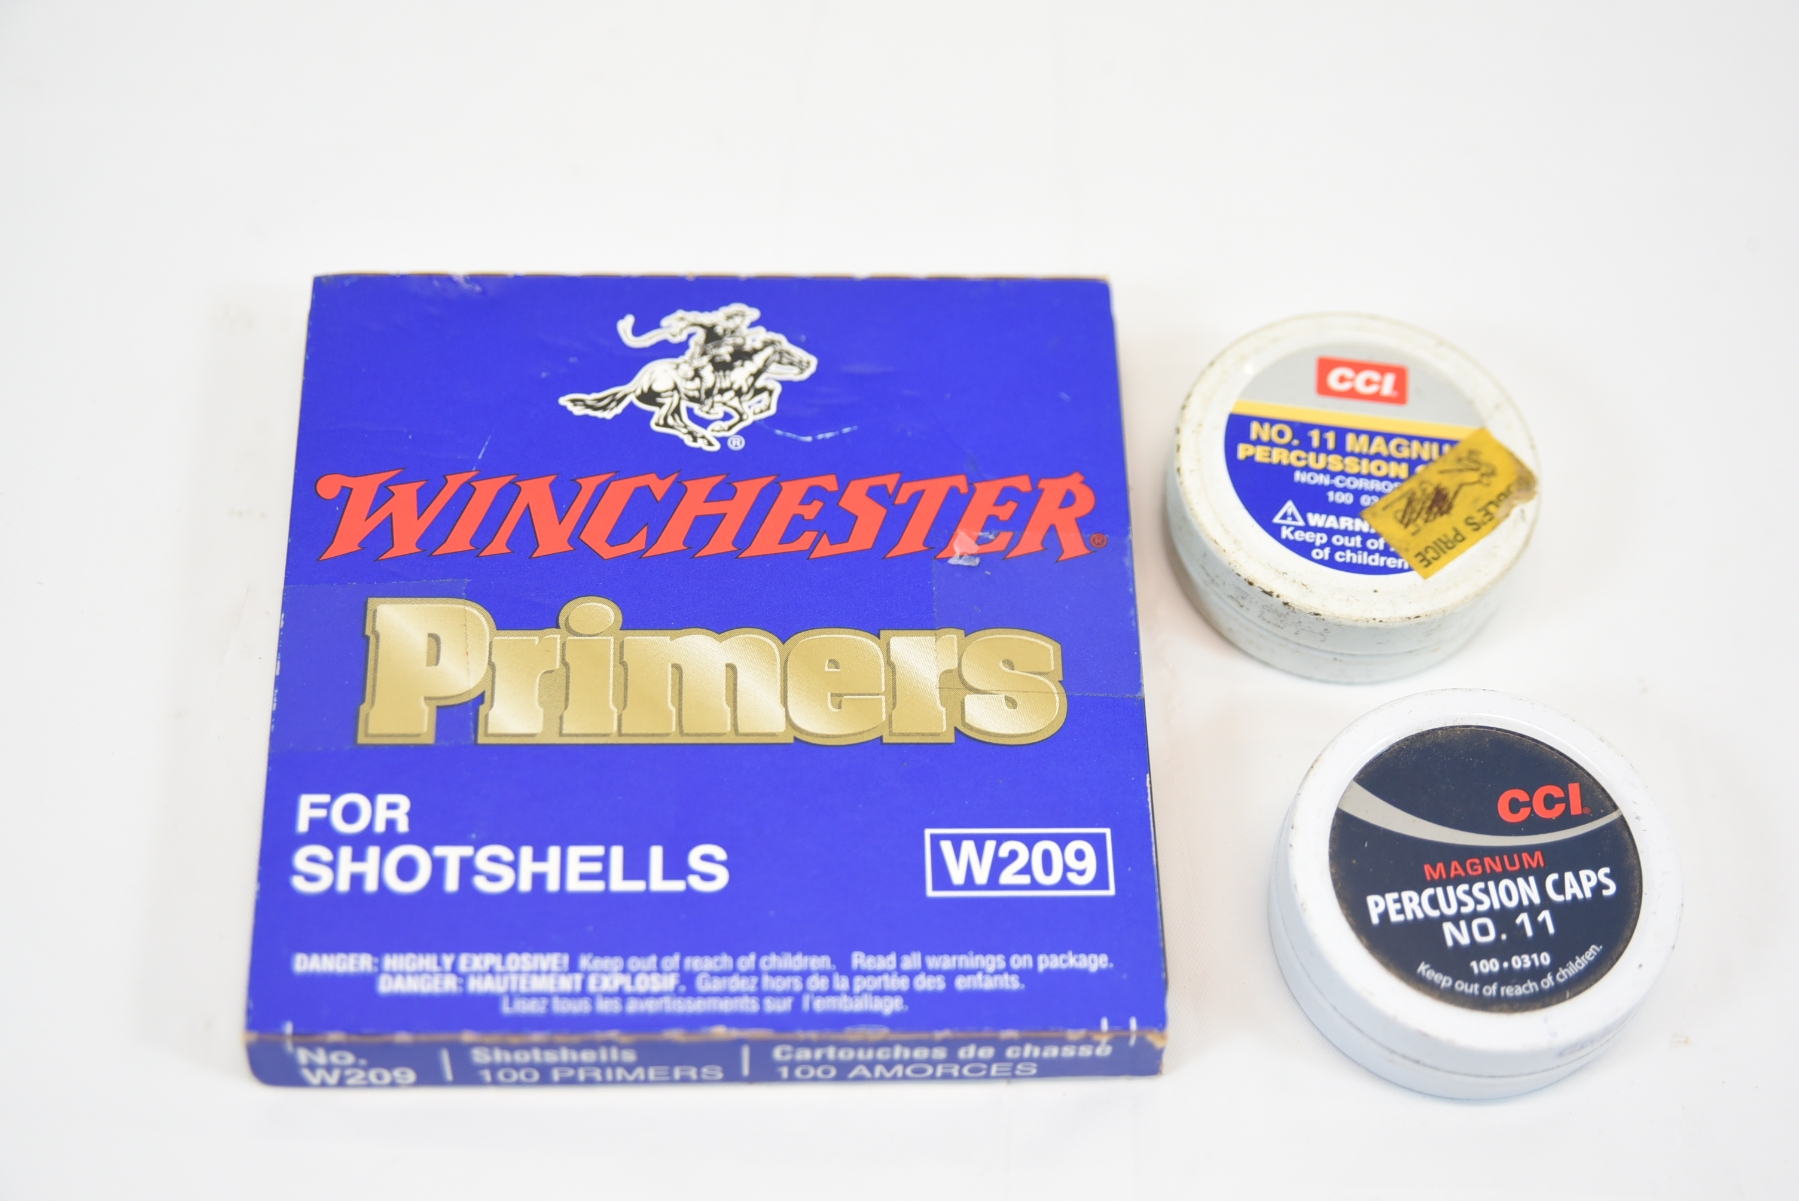 WINCHESTER®
Primers
FOR
SHOTSHELLS
W209
DANGER: HIGHLY EXPLOSIVE! Keep out of reach of children. Read all warnings on package.
DANGER: HAUTEMENT EXPLOSIF. Gardez hors de la portée des enfants.
Lisez tous les avertissements sur l'emballage.
No.
W209
Shotshells
100 PRIMERS
Cartouches de chasse
100 AMORCES
CCI
NO. 11
PERCUSSION
100
Keep out of
of children
PRICE
CCI
MAGNUM
PERCUSSION CAPS
NO. 11
100•0310
Keep out of reach of children.